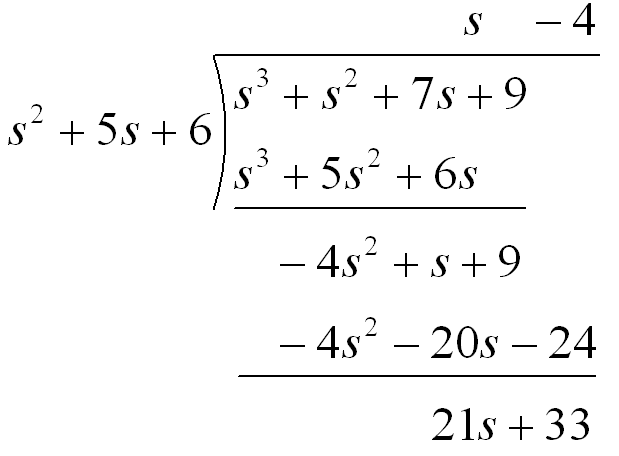 s − 4
s² + 5s + 6 ) s³ + s² + 7s + 9
s³ + 5s² + 6s
− 4s² + s + 9
− 4s² − 20s − 24
21s + 33